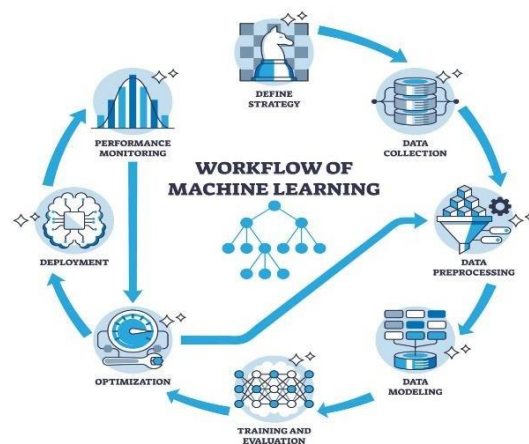 WORKFLOW OF
MACHINE LEARNING
DEFINE
STRATEGY
DATA
COLLECTION
DATA
PREPROCESSING
DATA
MODELING
TRAINING AND
EVALUATION
OPTIMIZATION
DEPLOYMENT
PERFORMANCE
MONITORING